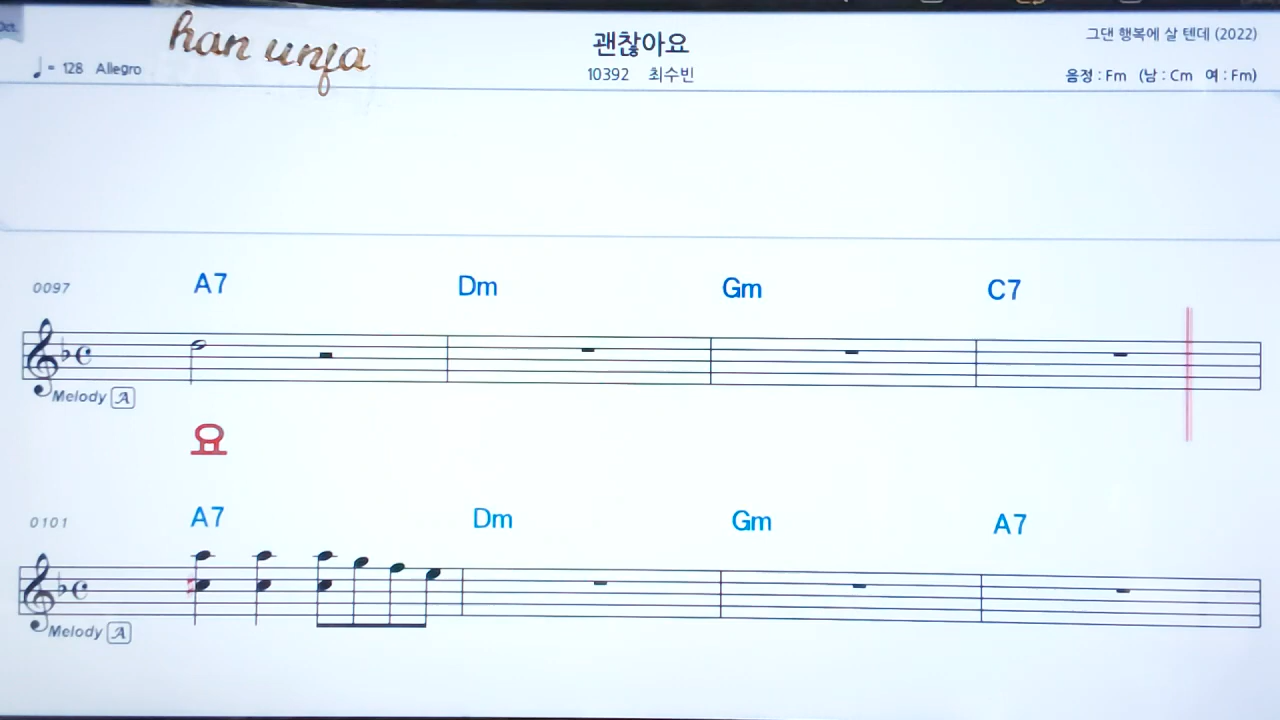 Oct.
han unja
괜찮아요
그댄 행복에 살 텐데 (2022)
♩= 128 Allegro
10392 최수빈
음정 : Fm (남 : Cm 여 : Fm)
0097 A7 Dm Gm C7
Melody A
요
0101 A7 Dm Gm A7
Melody A